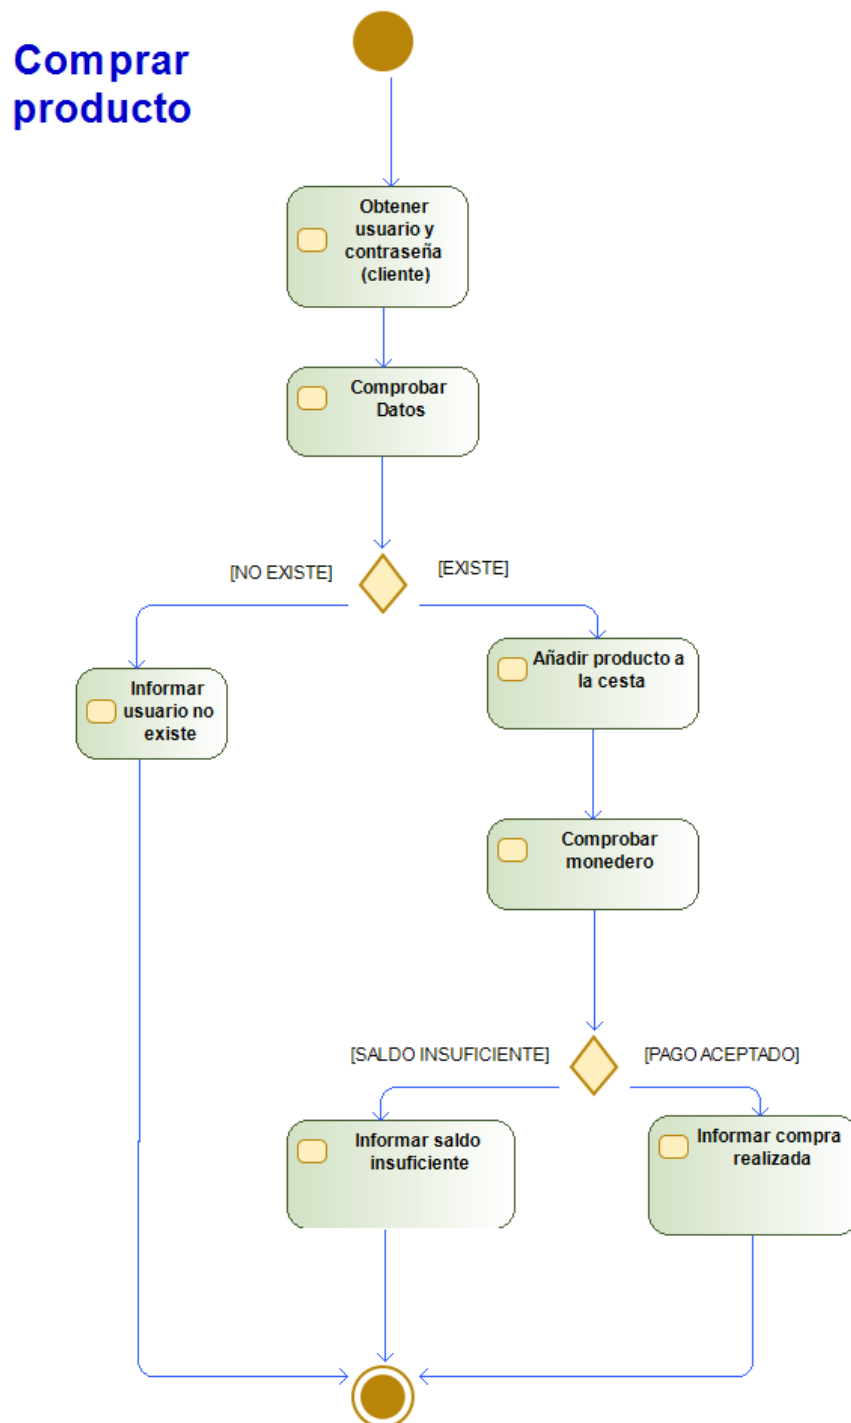 Comprar
producto
Obtener
usuario y
contraseña
(cliente)
Comprobar
Datos
[NO EXISTE]
[EXISTE]
Informar
usuario no
existe
Añadir producto a
la cesta
Comprobar
monedero
[SALDO INSUFICIENTE]
[PAGO ACEPTADO]
Informar saldo
insuficiente
Informar compra
realizada